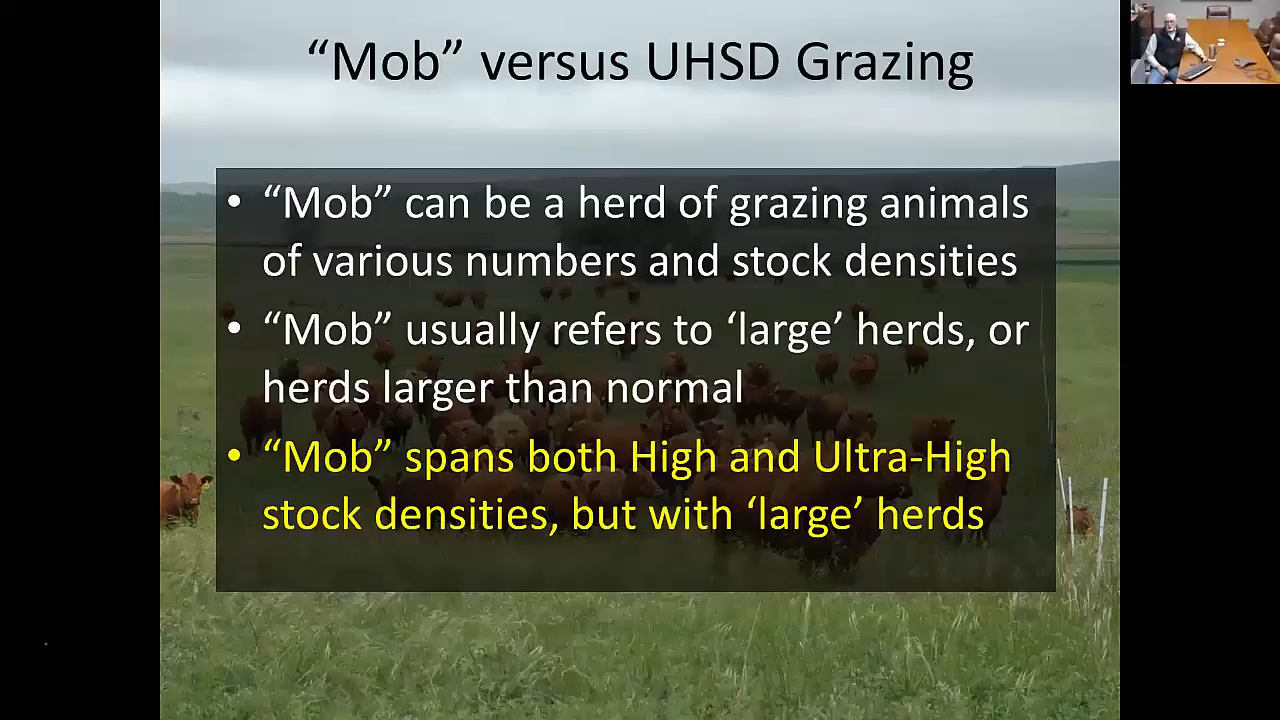 “Mob” versus UHSD Grazing
• “Mob” can be a herd of grazing animals
of various numbers and stock densities
• “Mob” usually refers to ‘large’ herds, or
herds larger than normal
• “Mob” spans both High and Ultra-High
stock densities, but with ‘large’ herds